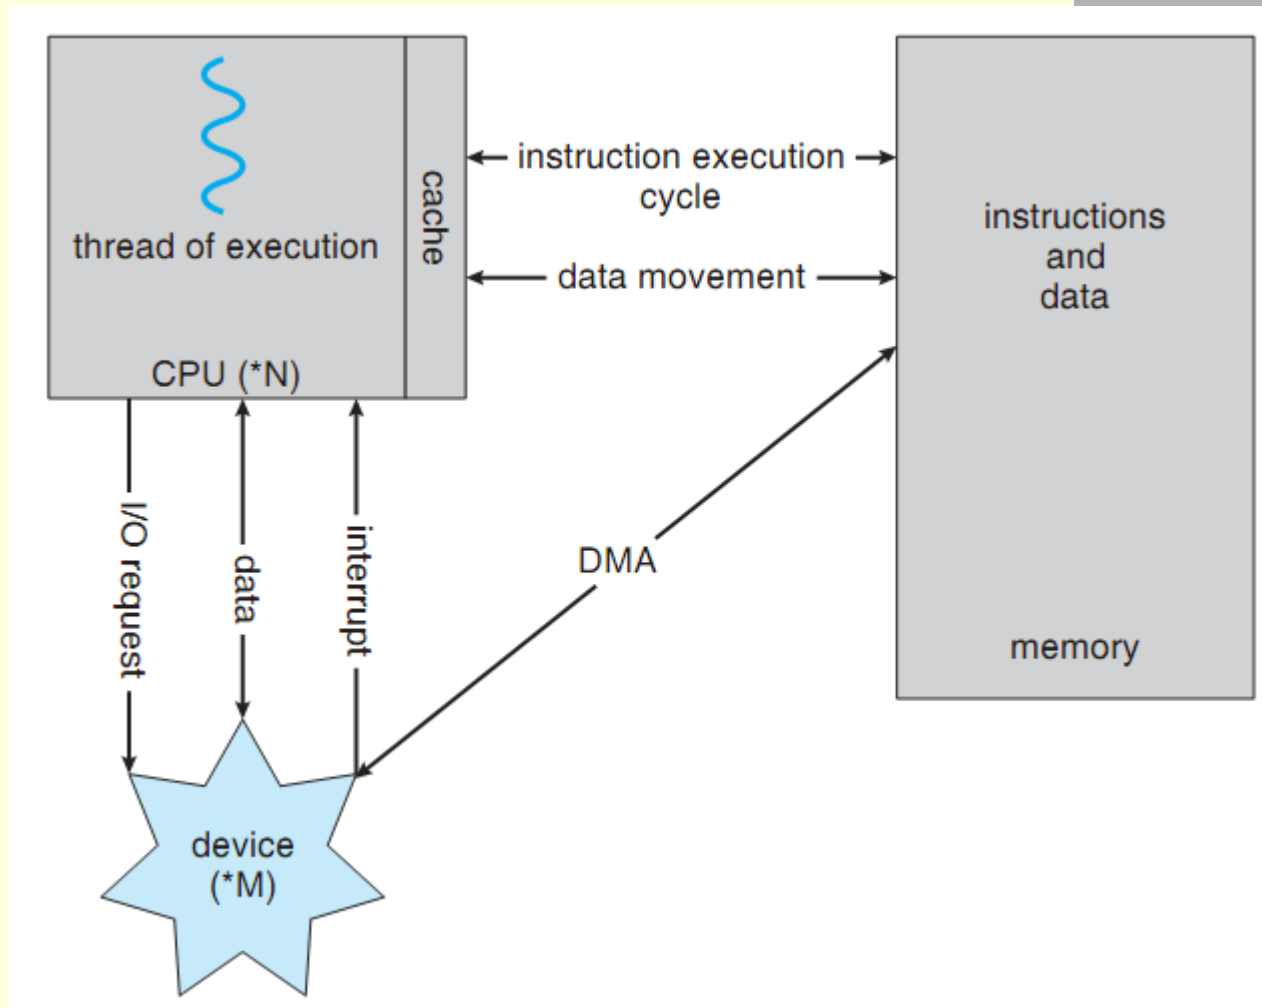 thread of execution
CPU (*N)
cache
instruction execution
cycle
data movement
instructions
and
data
memory
I/O request
data
interrupt
DMA
device
(*M)